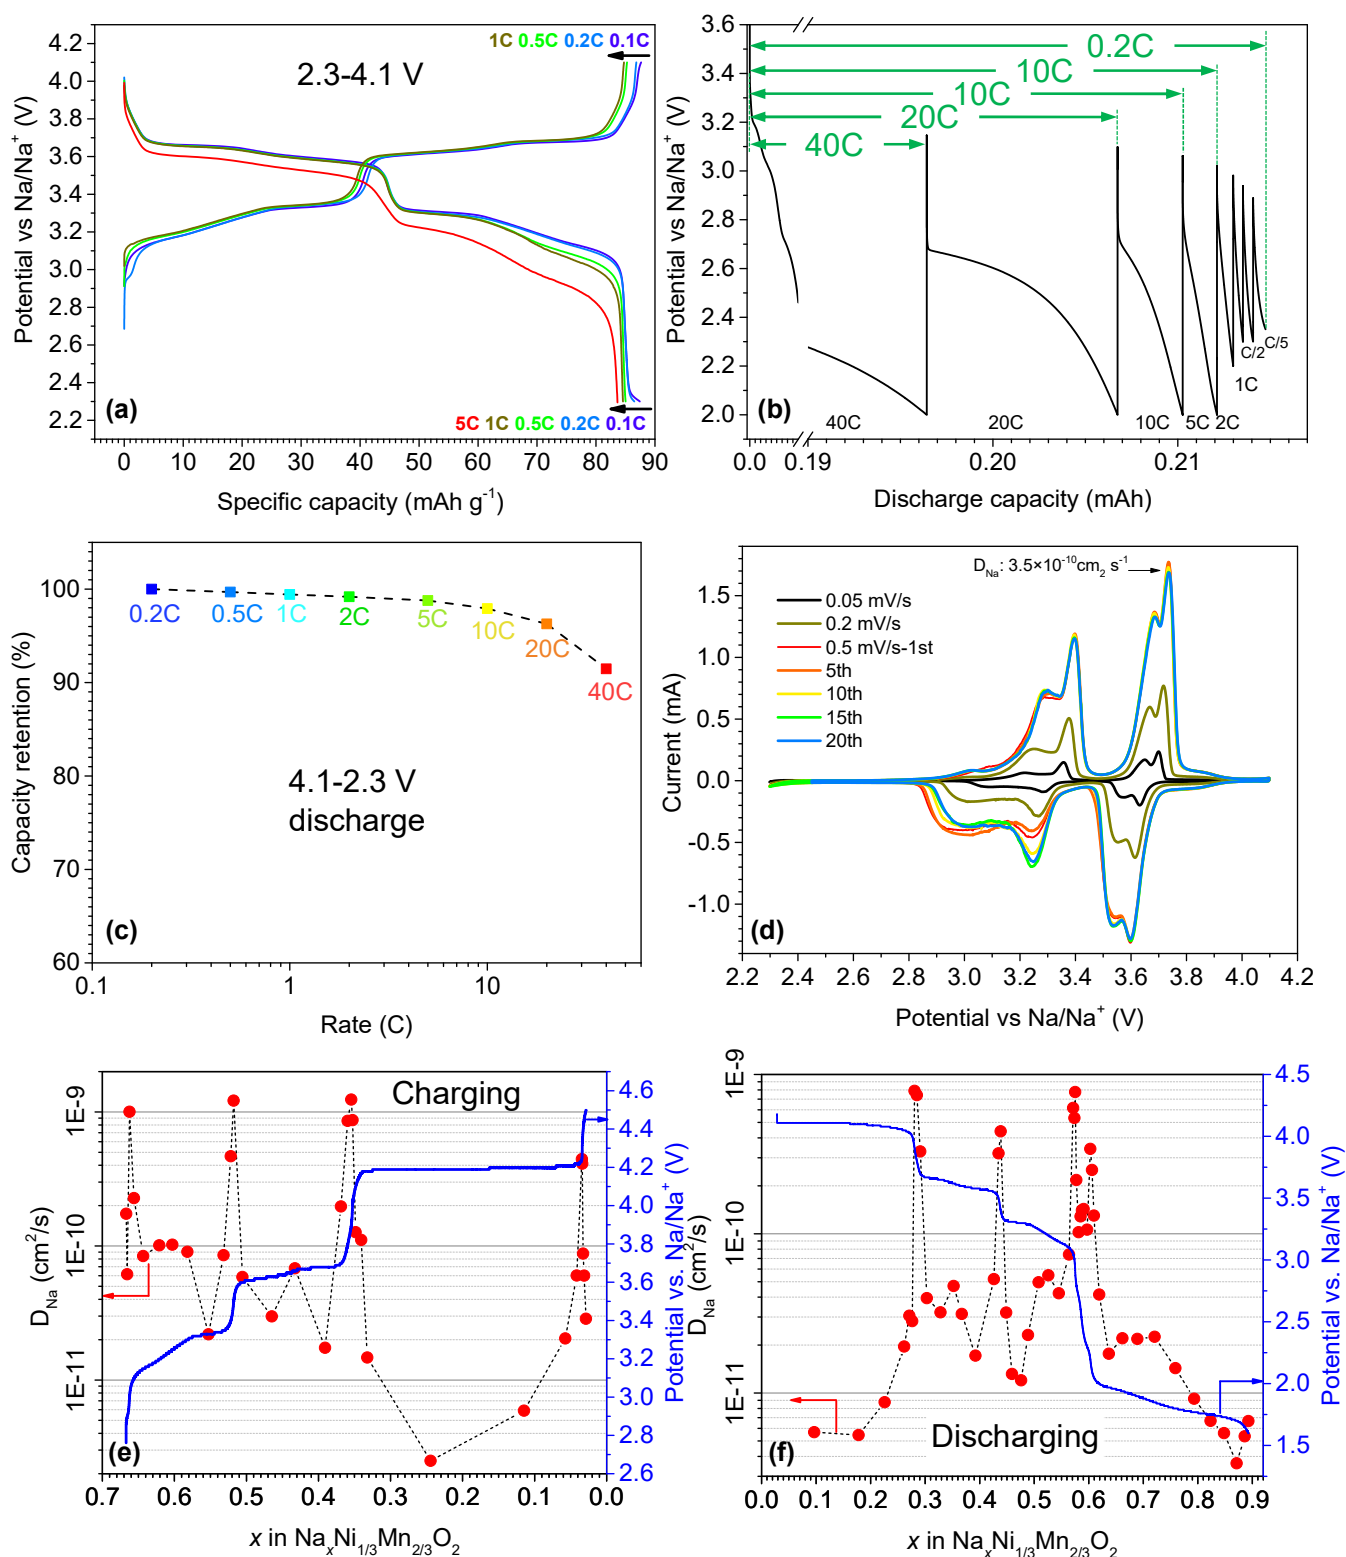 1C 0.5C 0.2C 0.1C
2.3-4.1 V
4.2
4.0
3.8
3.6
3.4
3.2
3.0
2.8
2.6
2.4
2.2
Potential vs Na/Na⁺ (V)
(a)
5C 1C 0.5C 0.2C 0.1C
0 10 20 30 40 50 60 70 80 90
Specific capacity (mAh g⁻¹)
3.6
3.4
3.2
3.0
2.8
2.6
2.4
2.2
2.0
Potential vs Na/Na⁺ (V)
0.2C
10C
10C
20C
40C
(b)
40C 20C 10C 5C 2C 1C C/2 C/5
0.0 0.19 0.20 0.21
Discharge capacity (mAh)
100
90
80
70
60
Capacity retention (%)
0.2C 0.5C 1C 2C 5C 10C 20C 40C
4.1-2.3 V
discharge
(c)
0.1 1 10
Rate (C)
D_Na: 3.5×10⁻¹⁰cm₂ s⁻¹
0.05 mV/s
0.2 mV/s
0.5 mV/s-1st
5th
10th
15th
20th
1.5
1.0
0.5
0.0
-0.5
-1.0
Current (mA)
(d)
2.2 2.4 2.6 2.8 3.0 3.2 3.4 3.6 3.8 4.0 4.2
Potential vs Na/Na⁺ (V)
Charging
1E-9
1E-10
1E-11
D_Na (cm²/s)
4.6
4.4
4.2
4.0
3.8
3.6
3.4
3.2
3.0
2.8
2.6
Potential vs. Na/Na⁺ (V)
(e)
0.7 0.6 0.5 0.4 0.3 0.2 0.1 0.0
x in NaₓNi₁/₃Mn₂/₃O₂
1E-9
1E-10
1E-11
D_Na (cm²/s)
4.5
4.0
3.5
3.0
2.5
2.0
1.5
Potential vs. Na/Na⁺ (V)
(f)
Discharging
0.0 0.1 0.2 0.3 0.4 0.5 0.6 0.7 0.8 0.9
x in NaₓNi₁/₃Mn₂/₃O₂